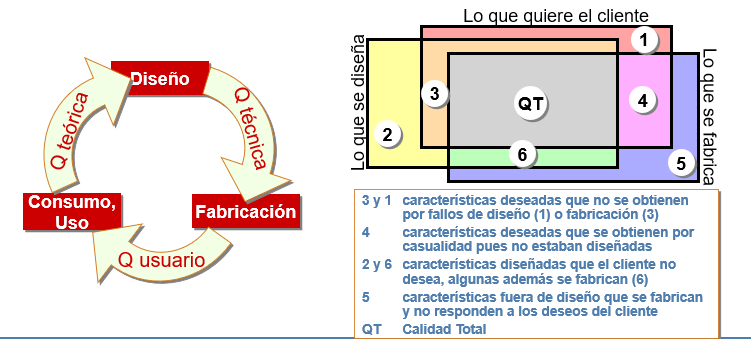 Diseño
Q técnica
Fabricación
Q usuario
Consumo,
Uso
Q teórica
Lo que quiere el cliente
Lo que se diseña
Lo que se fabrica
1
2
3
QT
4
6
5
3 y 1 características deseadas que no se obtienen
por fallos de diseño (1) o fabricación (3)
4 características deseadas que se obtienen por
casualidad pues no estaban diseñadas
2 y 6 características diseñadas que el cliente no
desea, algunas además se fabrican (6)
5 características fuera de diseño que se fabrican
y no responden a los deseos del cliente
QT Calidad Total